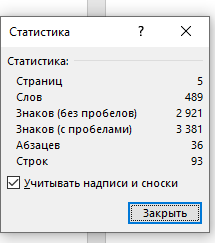 Статистика
Статистика:
Страниц 5
Слов 489
Знаков (без пробелов) 2 921
Знаков (с пробелами) 3 381
Абзацев 36
Строк 93
Учитывать надписи и сноски
Закрыть